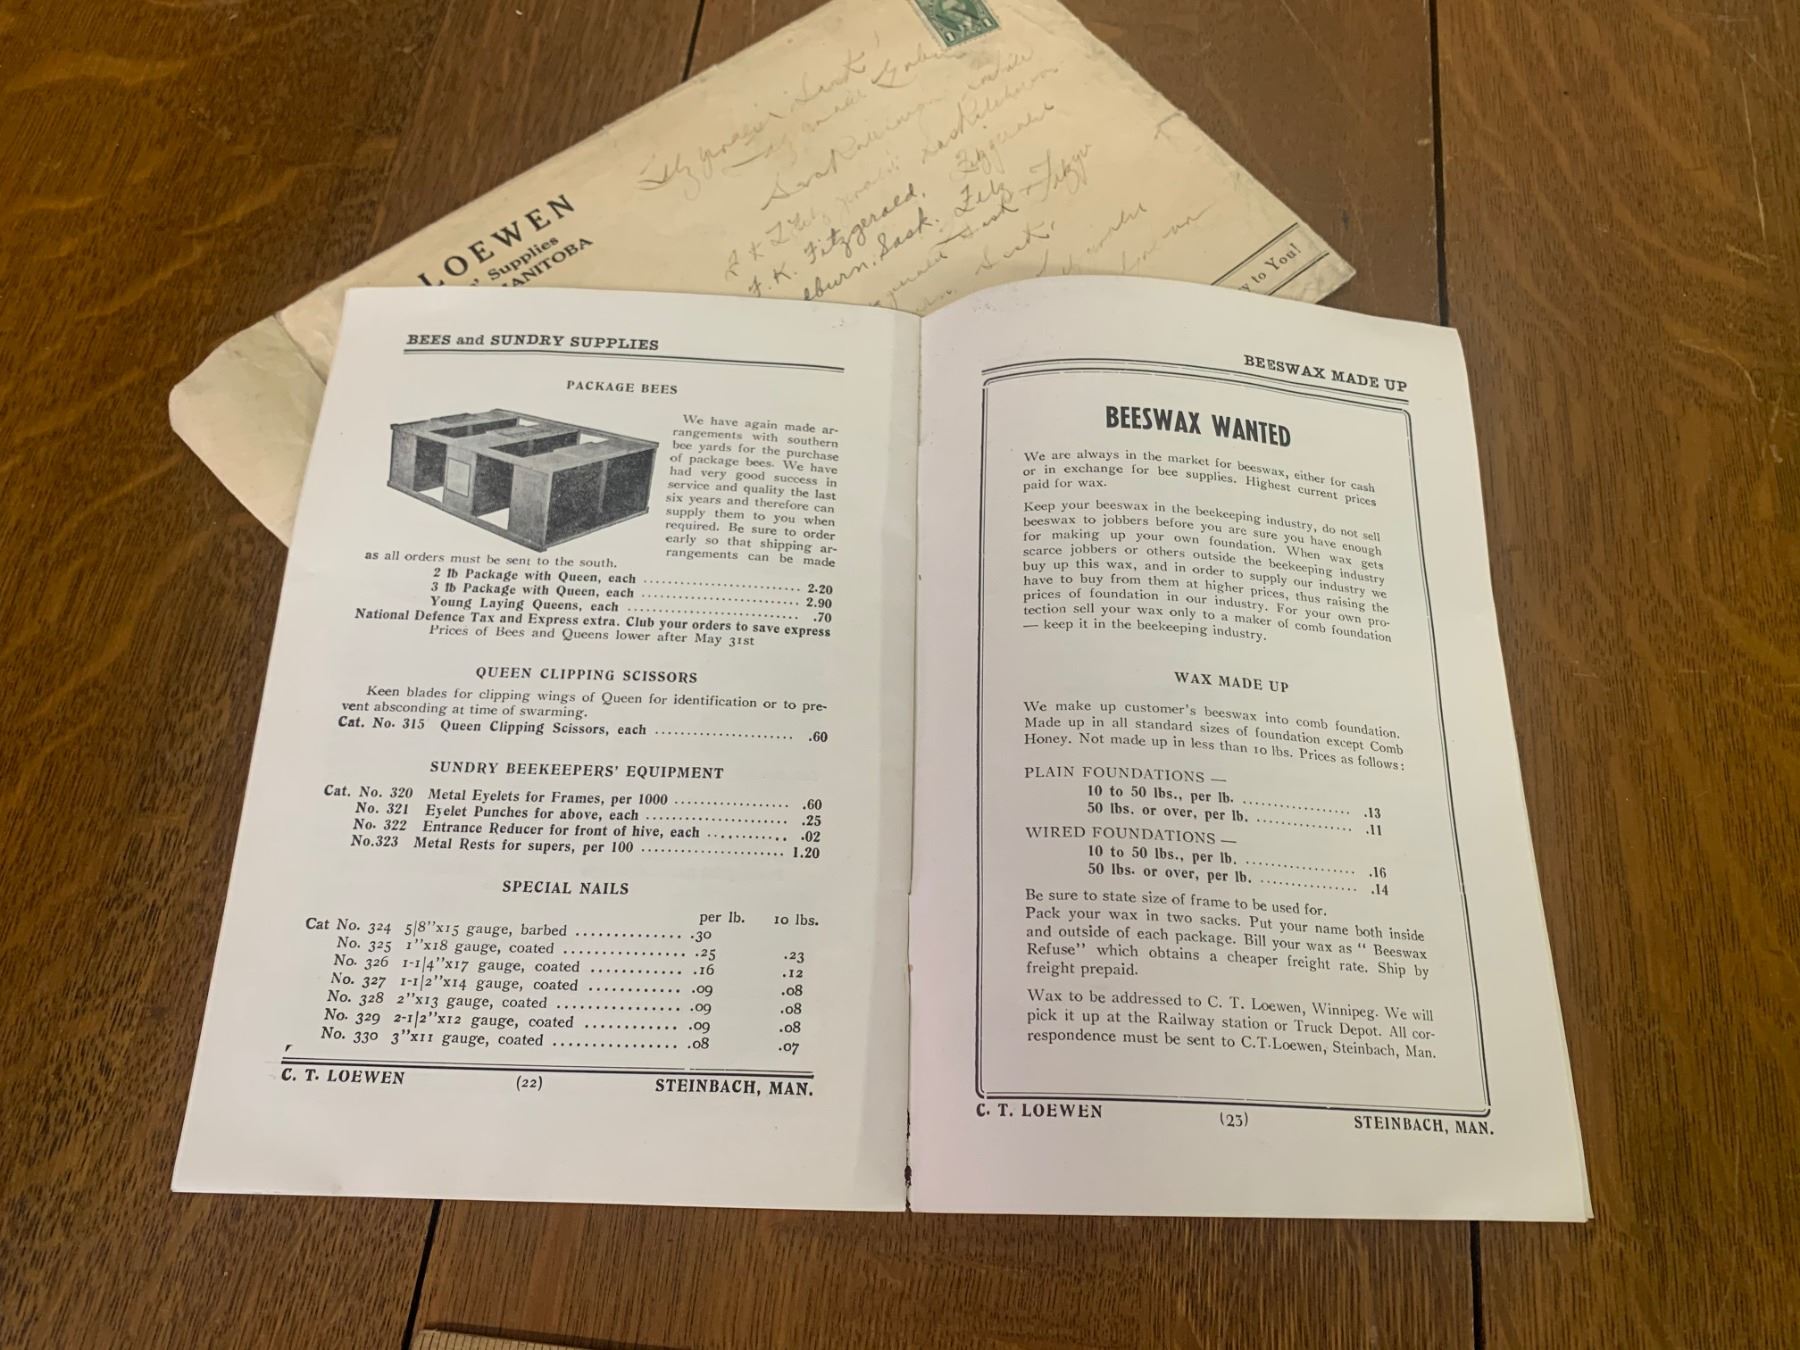 1
LOEWEN
Supplies
to You!
F. K. Fitzgerald,
Sask.
BEES and SUNDRY SUPPLIES
PACKAGE BEES
We have again made ar-
rangements with southern
bee yards for the purchase
of package bees. We have
had very good success in
service and quality the last
six years and therefore can
supply them to you when
required. Be sure to order
early so that shipping ar-
rangements can be made
as all orders must be sent to the south.
2 lb Package with Queen, each .................... 2.20
3 lb Package with Queen, each .................... 2.90
Young Laying Queens, each .................... .70
National Defence Tax and Express extra. Club your orders to save express
Prices of Bees and Queens lower after May 31st
QUEEN CLIPPING SCISSORS
Keen blades for clipping wings of Queen for identification or to pre-
vent absconding at time of swarming.
Cat. No. 315 Queen Clipping Scissors, each .................... .60
SUNDRY BEEKEEPERS' EQUIPMENT
Cat. No. 320 Metal Eyelets for Frames, per 1000 ................. .60
No. 321 Eyelet Punches for above, each ..................... .25
No. 322 Entrance Reducer for front of hive, each ............ .02
No.323 Metal Rests for supers, per 100 ..................... 1.20
SPECIAL NAILS
per lb. 10 lbs.
Cat No. 324 5/8"x15 gauge, barbed .............. .30
No. 325 1"x18 gauge, coated ................ .25 .23
No. 326 1-1/4"x17 gauge, coated ............. .16 .12
No. 327 1-1/2"x14 gauge, coated ............. .09 .08
No. 328 2"x13 gauge, coated ................. .09 .08
No. 329 2-1/2"x12 gauge, coated ............. .09 .08
No. 330 3"x11 gauge, coated ................. .08 .07
C. T. LOEWEN (22) STEINBACH, MAN.
BEESWAX MADE UP
BEESWAX WANTED
We are always in the market for beeswax, either for cash
or in exchange for bee supplies. Highest current prices
paid for wax.
Keep your beeswax in the beekeeping industry, do not sell
beeswax to jobbers before you are sure you have enough
for making up your own foundation. When wax gets
scarce jobbers or others outside the beekeeping industry
buy up this wax, and in order to supply our industry we
have to buy from them at higher prices, thus raising the
prices of foundation in our industry. For your own pro-
tection sell your wax only to a maker of comb foundation
— keep it in the beekeeping industry.
WAX MADE UP
We make up customer's beeswax into comb foundation.
Made up in all standard sizes of foundation except Comb
Honey. Not made up in less than 10 lbs. Prices as follows:
PLAIN FOUNDATIONS —
10 to 50 lbs., per lb. ................ .13
50 lbs. or over, per lb. .............. .11
WIRED FOUNDATIONS —
10 to 50 lbs., per lb. ................ .16
50 lbs. or over, per lb. .............. .14
Be sure to state size of frame to be used for.
Pack your wax in two sacks. Put your name both inside
and outside of each package. Bill your wax as " Beeswax
Refuse" which obtains a cheaper freight rate. Ship by
freight prepaid.
Wax to be addressed to C. T. Loewen, Winnipeg. We will
pick it up at the Railway station or Truck Depot. All cor-
respondence must be sent to C.T.Loewen, Steinbach, Man.
C. T. LOEWEN (23) STEINBACH, MAN.